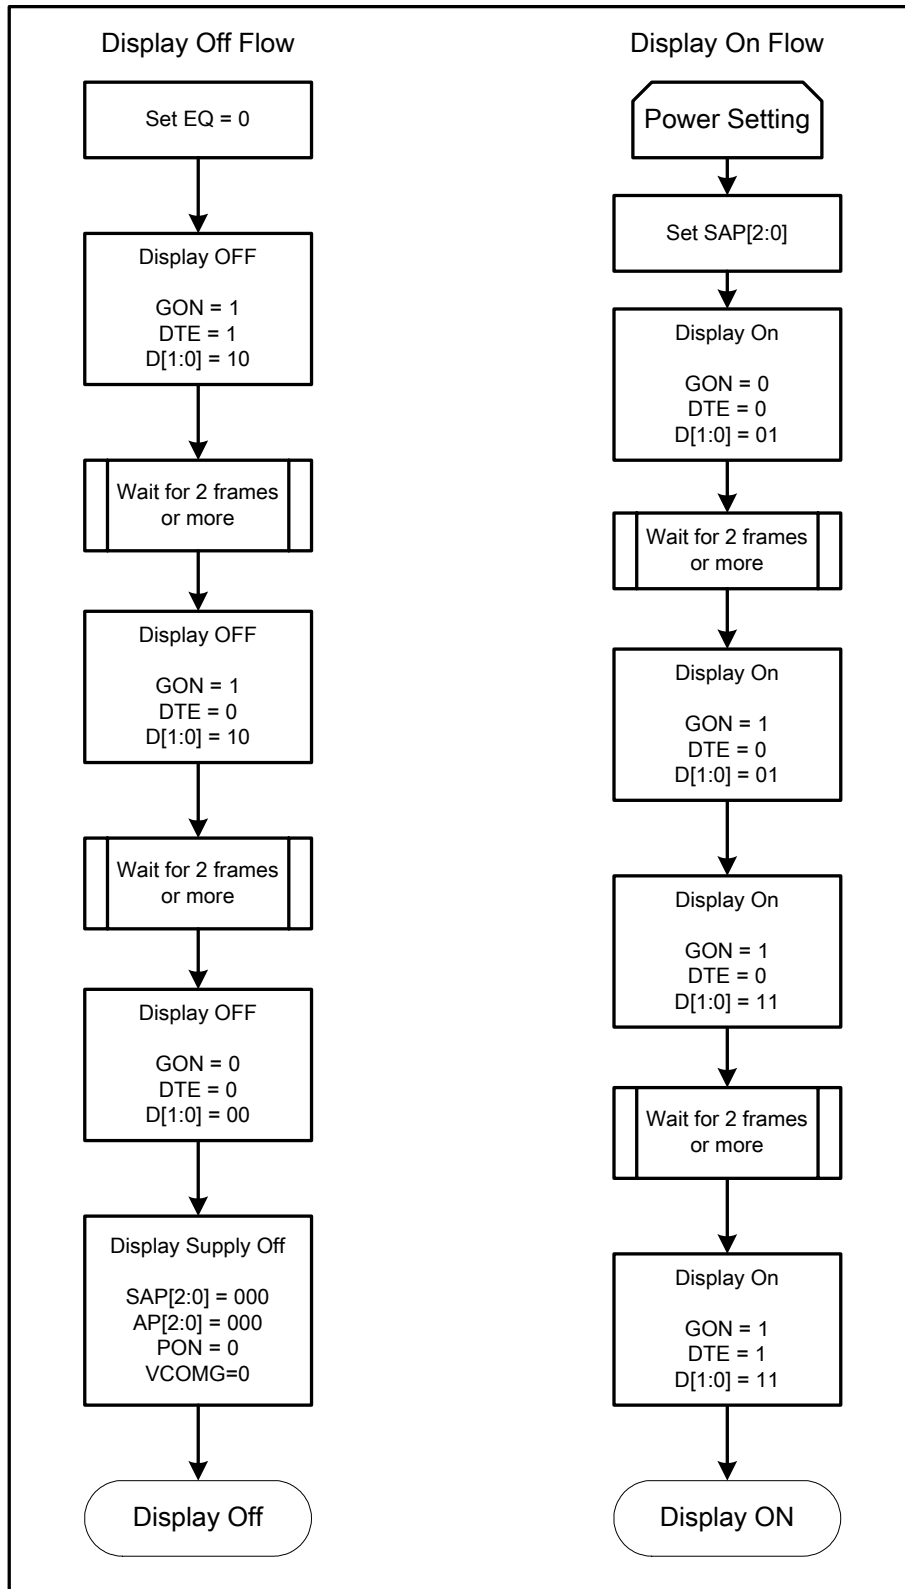 Display Off Flow
Set EQ = 0
Display OFF
GON = 1
DTE = 1
D[1:0] = 10
Wait for 2 frames
or more
Display OFF
GON = 1
DTE = 0
D[1:0] = 10
Wait for 2 frames
or more
Display OFF
GON = 0
DTE = 0
D[1:0] = 00
Display Supply Off
SAP[2:0] = 000
AP[2:0] = 000
PON = 0
VCOMG=0
Display Off
Display On Flow
Power Setting
Set SAP[2:0]
Display On
GON = 0
DTE = 0
D[1:0] = 01
Wait for 2 frames
or more
Display On
GON = 1
DTE = 0
D[1:0] = 01
Display On
GON = 1
DTE = 0
D[1:0] = 11
Wait for 2 frames
or more
Display On
GON = 1
DTE = 1
D[1:0] = 11
Display ON